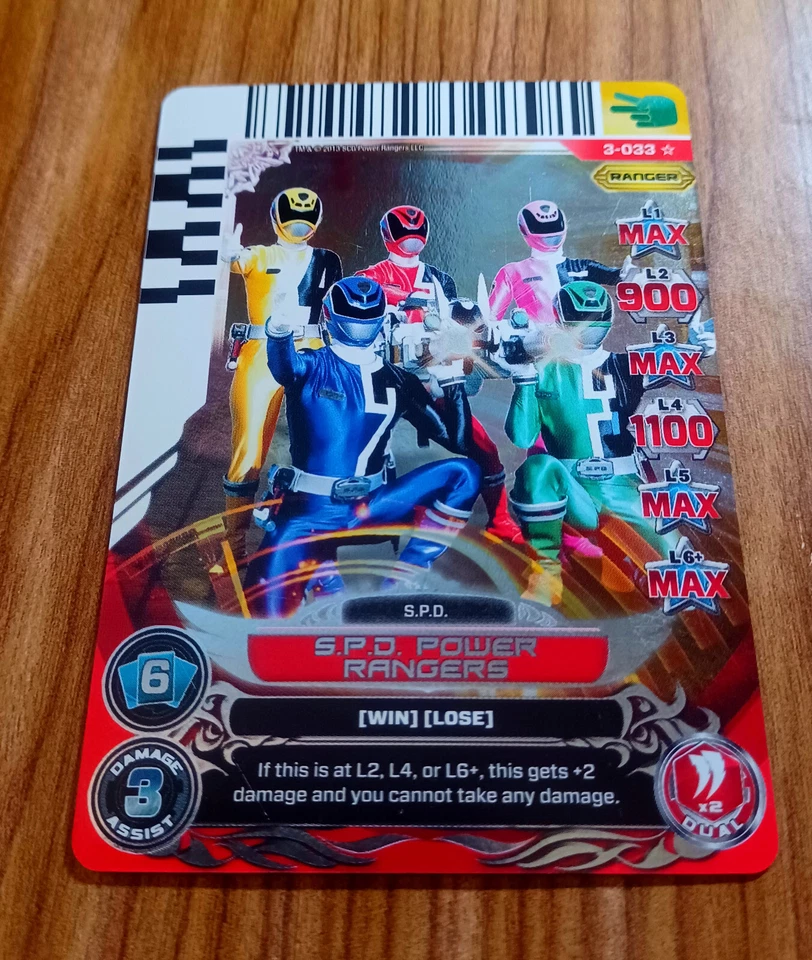 TM & © 2013 SCG Power Rangers LLC
3-033 ☆
RANGER
L1
MAX
L2
900
L3
MAX
L4
1100
L5
MAX
L6+
MAX
S.P.D.
S.P.D.
S.P.D. POWER
RANGERS
6
[WIN] [LOSE]
DAMAGE
3
ASSIST
If this is at L2, L4, or L6+, this gets +2
damage and you cannot take any damage.
x2
DUAL